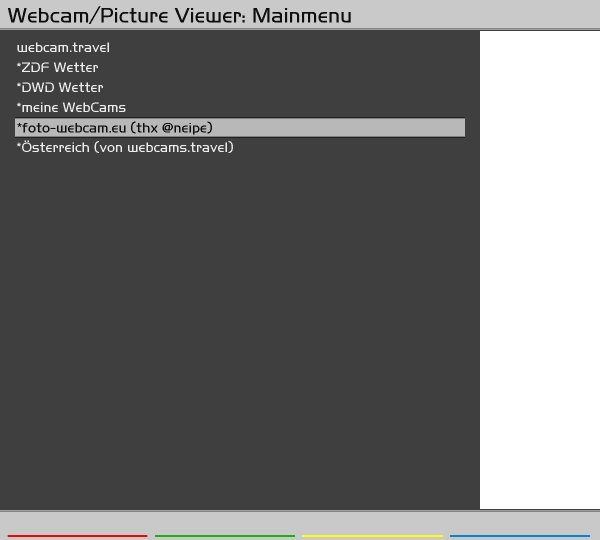 Webcam/Picture Viewer: Mainmenu
webcam.travel
*ZDF Wetter
*DWD Wetter
*meine WebCams
*foto-webcam.eu (thx @neipe)
*Österreich (von webcams.travel)